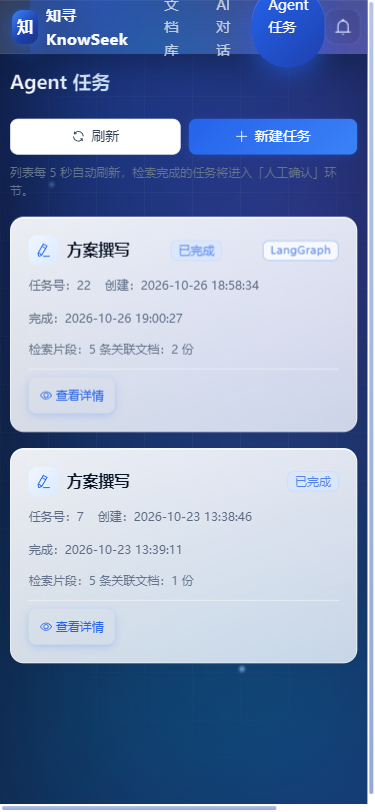 知
知寻
KnowSeek
文
档
库
AI
对
话
Agent
任务
Agent 任务
刷新
新建任务
列表每 5 秒自动刷新，检索完成的任务将进入「人工确认」环
节。
方案撰写 已完成 LangGraph
任务号：22 创建：2026-10-26 18:58:34
完成：2026-10-26 19:00:27
检索片段：5 条关联文档：2 份
查看详情
方案撰写 已完成
任务号：7 创建：2026-10-23 13:38:46
完成：2026-10-23 13:39:11
检索片段：5 条关联文档：1 份
查看详情